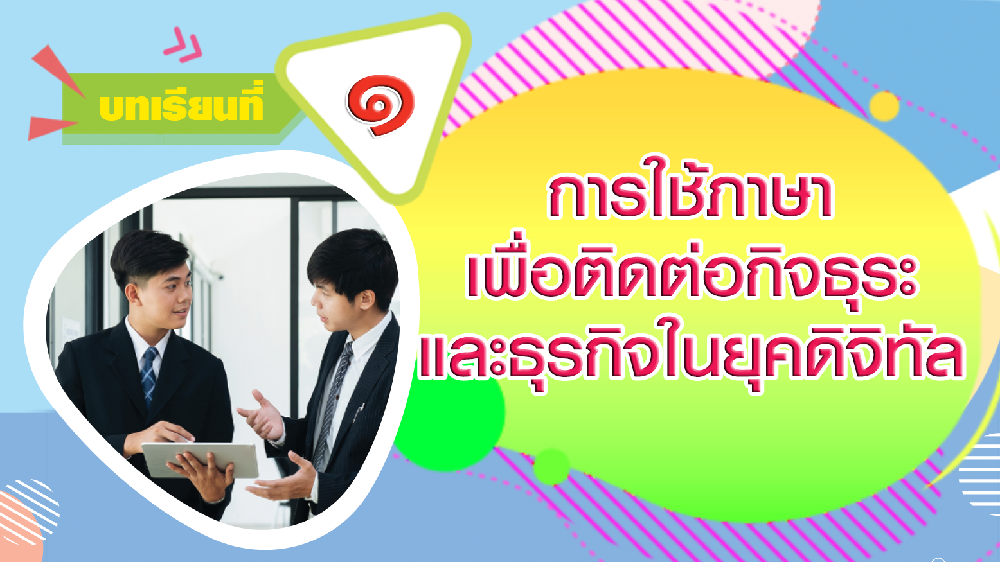 บทเรียนที่
๑
การใช้ภาษา
เพื่อติดต่อกิจธุระ
และธุรกิจในยุคดิจิทัล